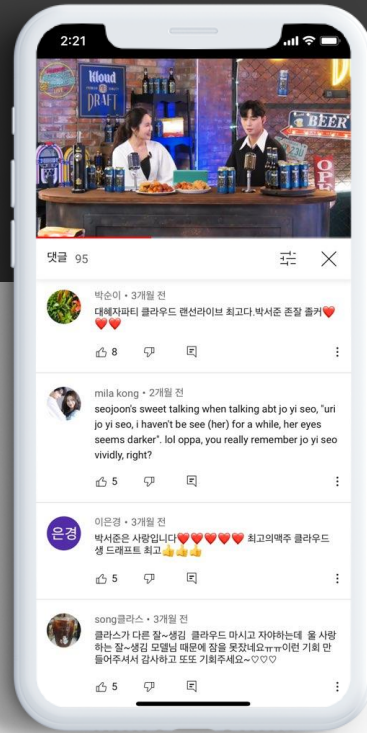 2:21
Kloud
DRAFT
BEER
OPE
댓글 95
박순이 • 3개월 전
대혜자파티 클라우드 랜선라이브 최고다.박서준 존잘 졸커❤️
❤️❤️
8
mila kong • 2개월 전
seojoon's sweet talking when talking abt jo yi seo, "uri
jo yi seo, i haven't be see (her) for a while, her eyes
seems darker". lol oppa, you really remember jo yi seo
vividly, right?
5
은경
이은경 • 3개월 전
박서준은 사랑입니다❤️❤️❤️❤️❤️ 최고의맥주 클라우드
생 드래프트 최고👍👍👍
5
song클라스 • 3개월 전
클라스가 다른 잘~생김 클라우드 마시고 자야하는데 울 사랑
하는 잘~생김 모델님 때문에 잠을 못잤네요ㅠㅠ이런 기회 만
들어주셔서 감사하고 또또 기회주세요~♡♡♡
5